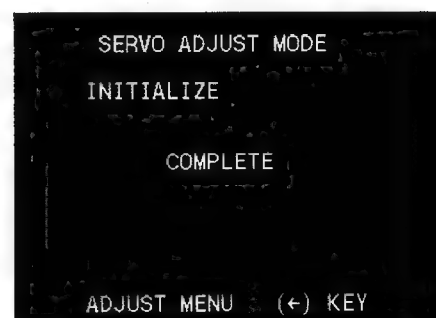 SERVO ADJUST MODE
INITIALIZE
COMPLETE
ADJUST MENU : (←) KEY